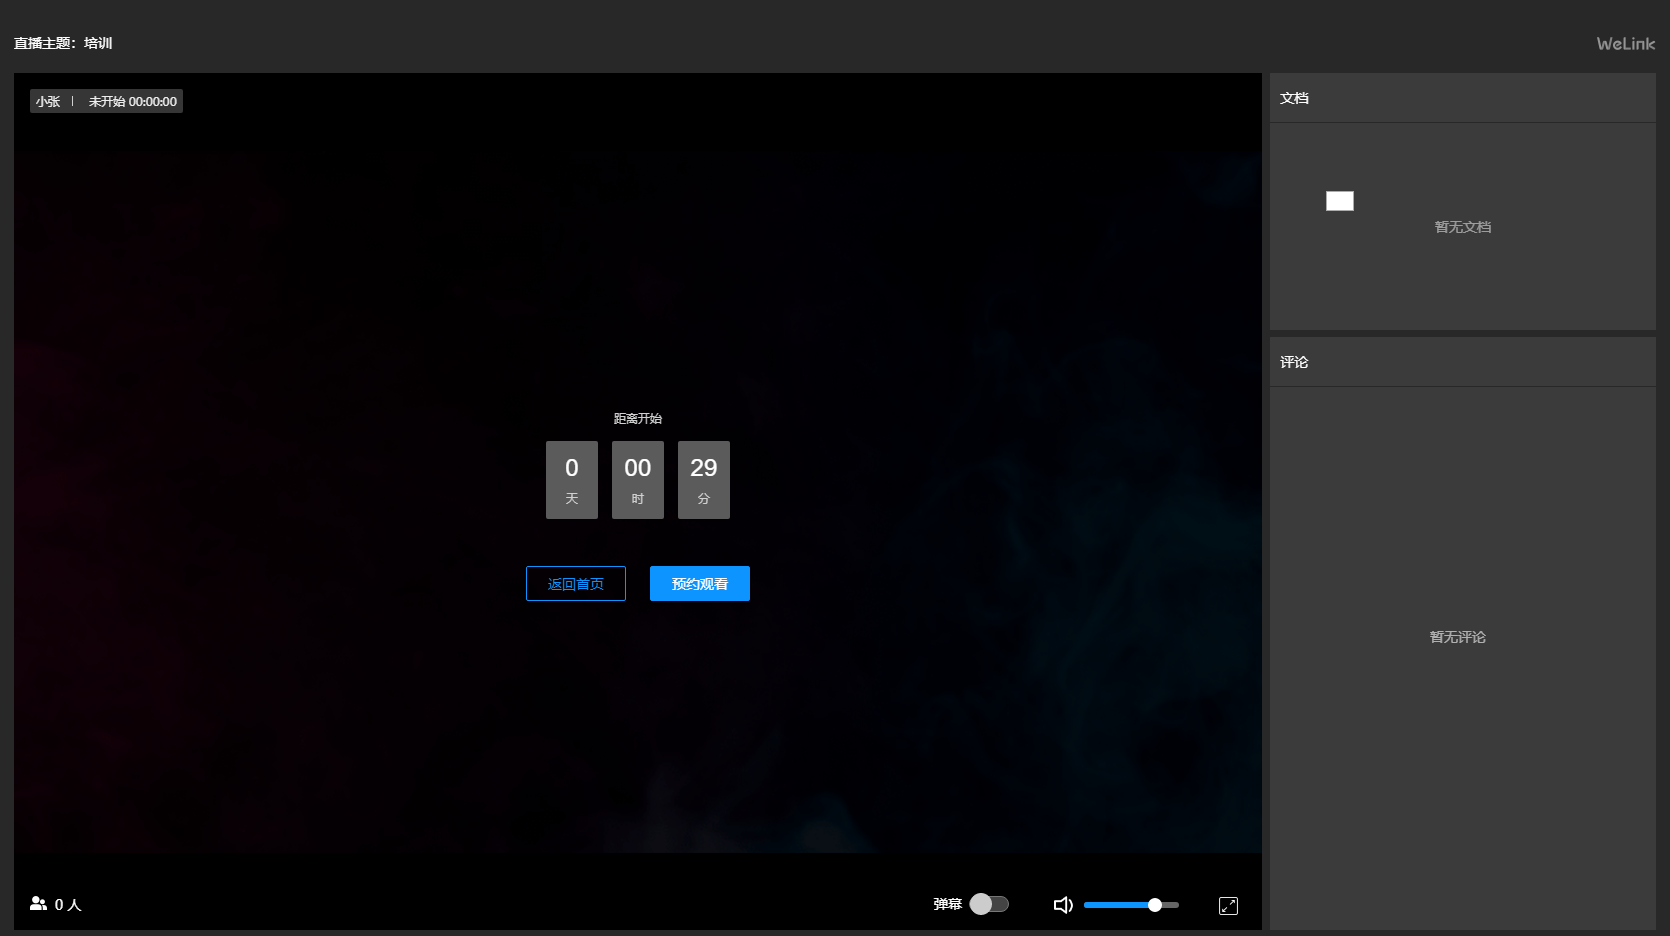 直播主题：培训
WeLink
小张 | 未开始 00:00:00
文档
暂无文档
评论
距离开始
0 00 29
天 时 分
返回首页 预约观看
暂无评论
0 人
弹幕